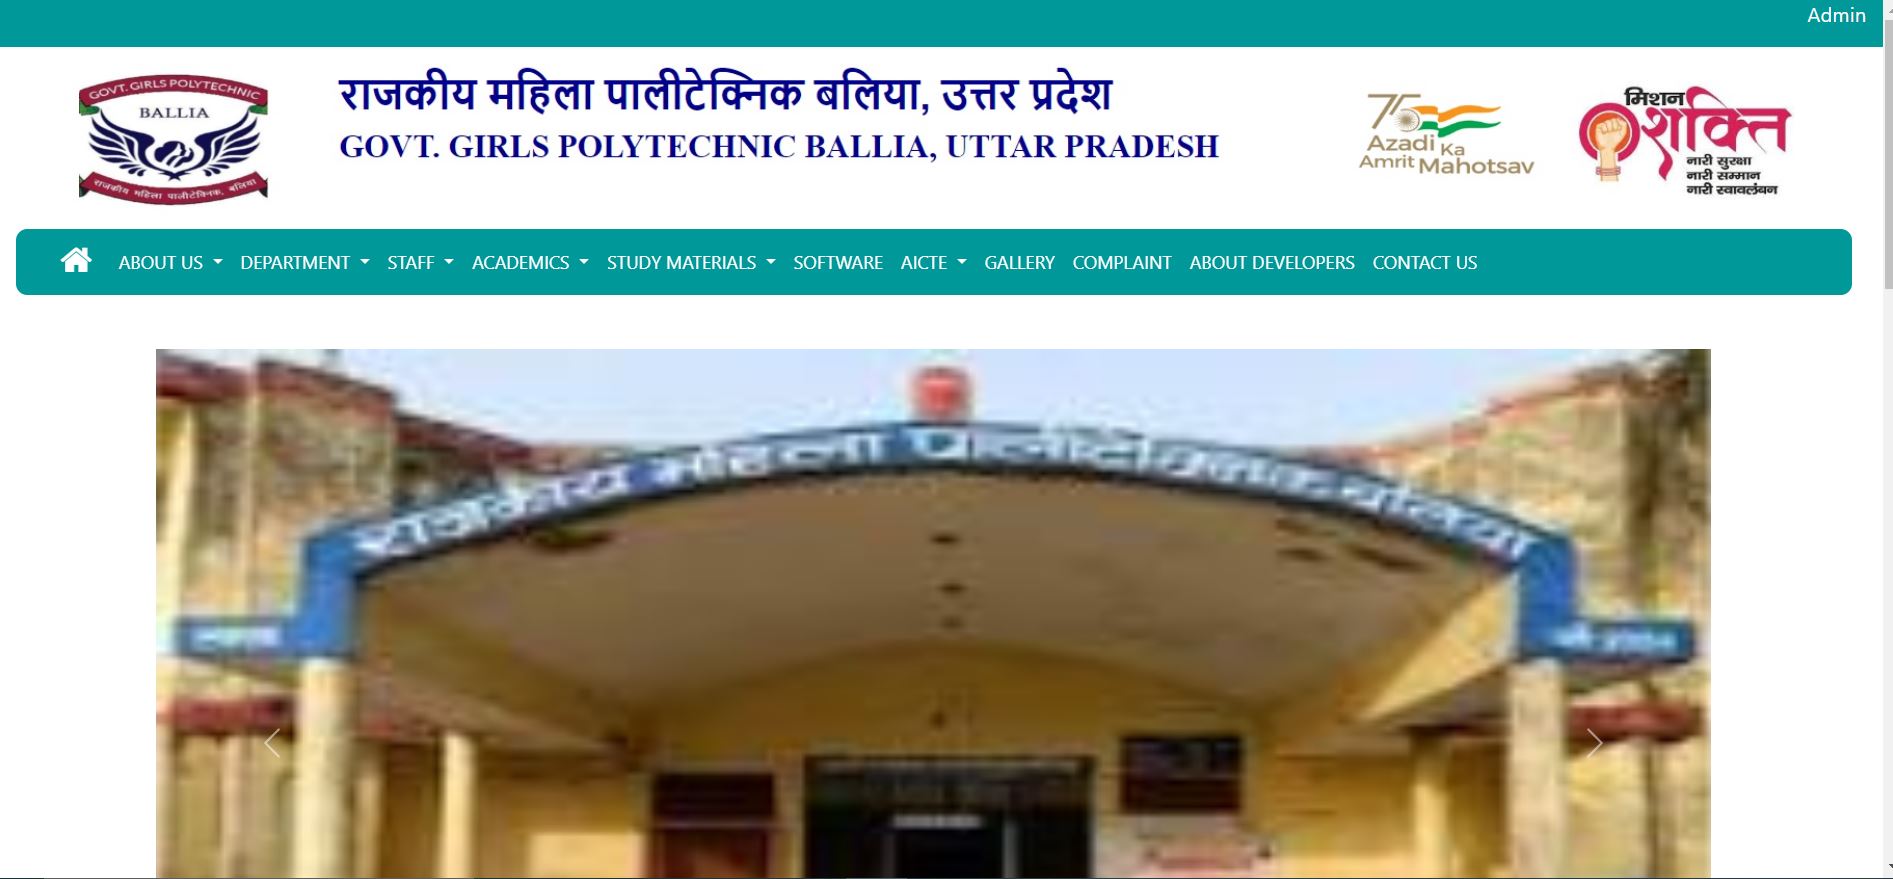 Admin
GOVT. GIRLS POLYTECHNIC
BALLIA
राजकीय महिला पालीटेक्निक, बलिया
राजकीय महिला पालीटेक्निक बलिया, उत्तर प्रदेश
GOVT. GIRLS POLYTECHNIC BALLIA, UTTAR PRADESH
75
Azadi Ka
Amrit Mahotsav
मिशन
शक्ति
नारी सुरक्षा
नारी सम्मान
नारी स्वावलंबन
ABOUT US DEPARTMENT STAFF ACADEMICS STUDY MATERIALS SOFTWARE AICTE GALLERY COMPLAINT ABOUT DEVELOPERS CONTACT US
राजकीय महिला पालीटेक्निक बलिया